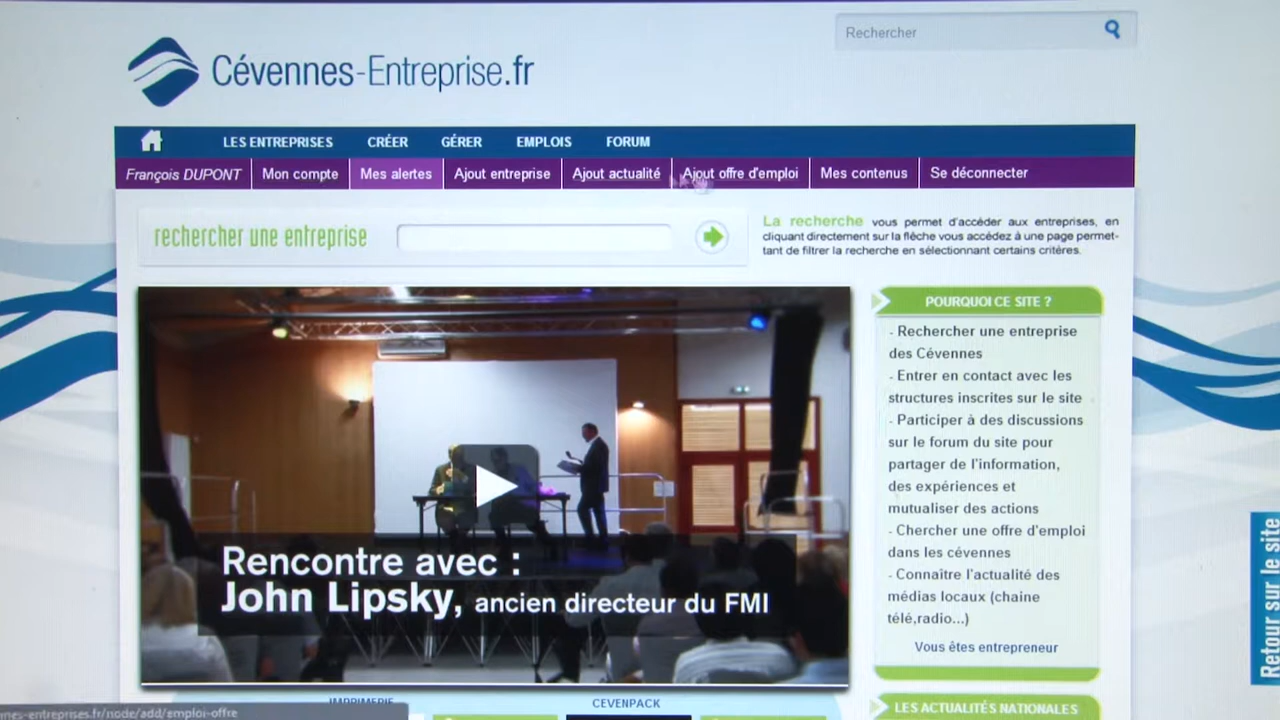 Rechercher
Cévennes-Entreprise.fr
LES ENTREPRISES CRÉER GÉRER EMPLOIS FORUM
François DUPONT Mon compte Mes alertes Ajout entreprise Ajout actualité Ajout offre d'emploi Mes contenus Se déconnecter
rechercher une entreprise
La recherche vous permet d'accéder aux entreprises, en
cliquant directement sur la flèche vous accédez à une page permet-
tant de filtrer la recherche en sélectionnant certains critères.
Rencontre avec :
John Lipsky, ancien directeur du FMI
POURQUOI CE SITE ?
- Rechercher une entreprise
des Cévennes
- Entrer en contact avec les
structures inscrites sur le site
- Participer à des discussions
sur le forum du site pour
partager de l'information,
des expériences et
mutualiser des actions
- Chercher une offre d'emploi
dans les cévennes
- Connaître l'actualité des
médias locaux (chaine
télé,radio...)
Vous êtes entrepreneur
Retour sur le site
IMPRIMERIE
CEVENPACK
LES ACTUALITÉS NATIONALES
nes-entreprises.fr/node/add/emploi-offre